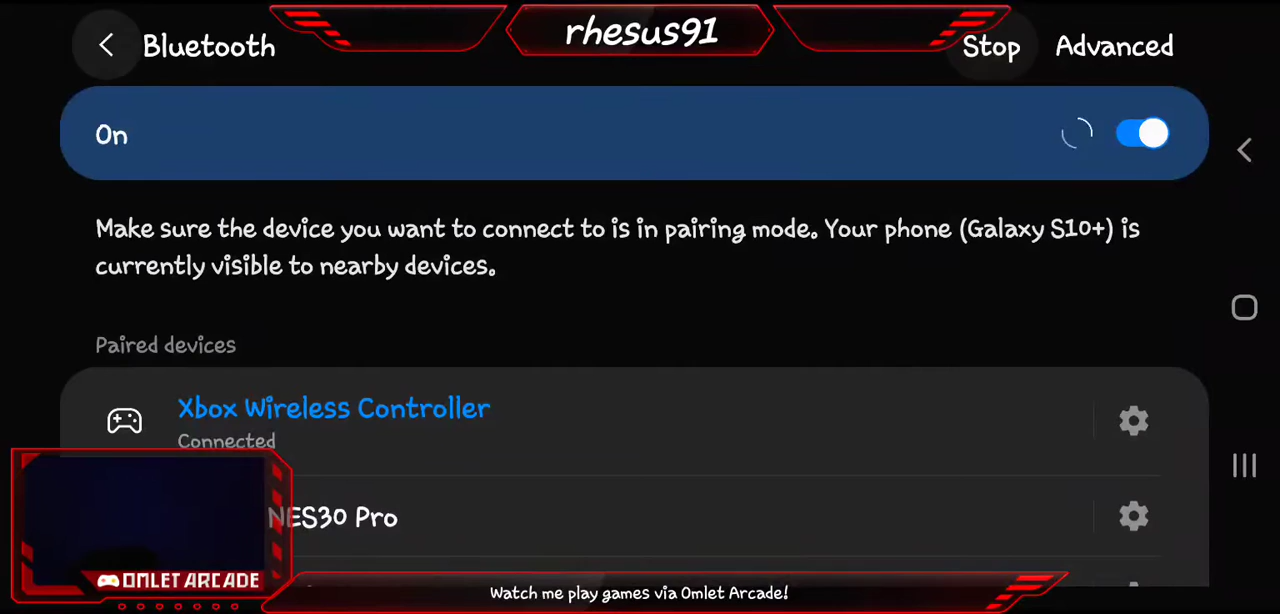 rhesus91
Bluetooth
Stop
Advanced
On
Make sure the device you want to connect to is in pairing mode. Your phone (Galaxy S10+) is
currently visible to nearby devices.
Paired devices
Xbox Wireless Controller
Connected
NES30 Pro
OMLET ARCADE
Watch me play games via Omlet Arcade!